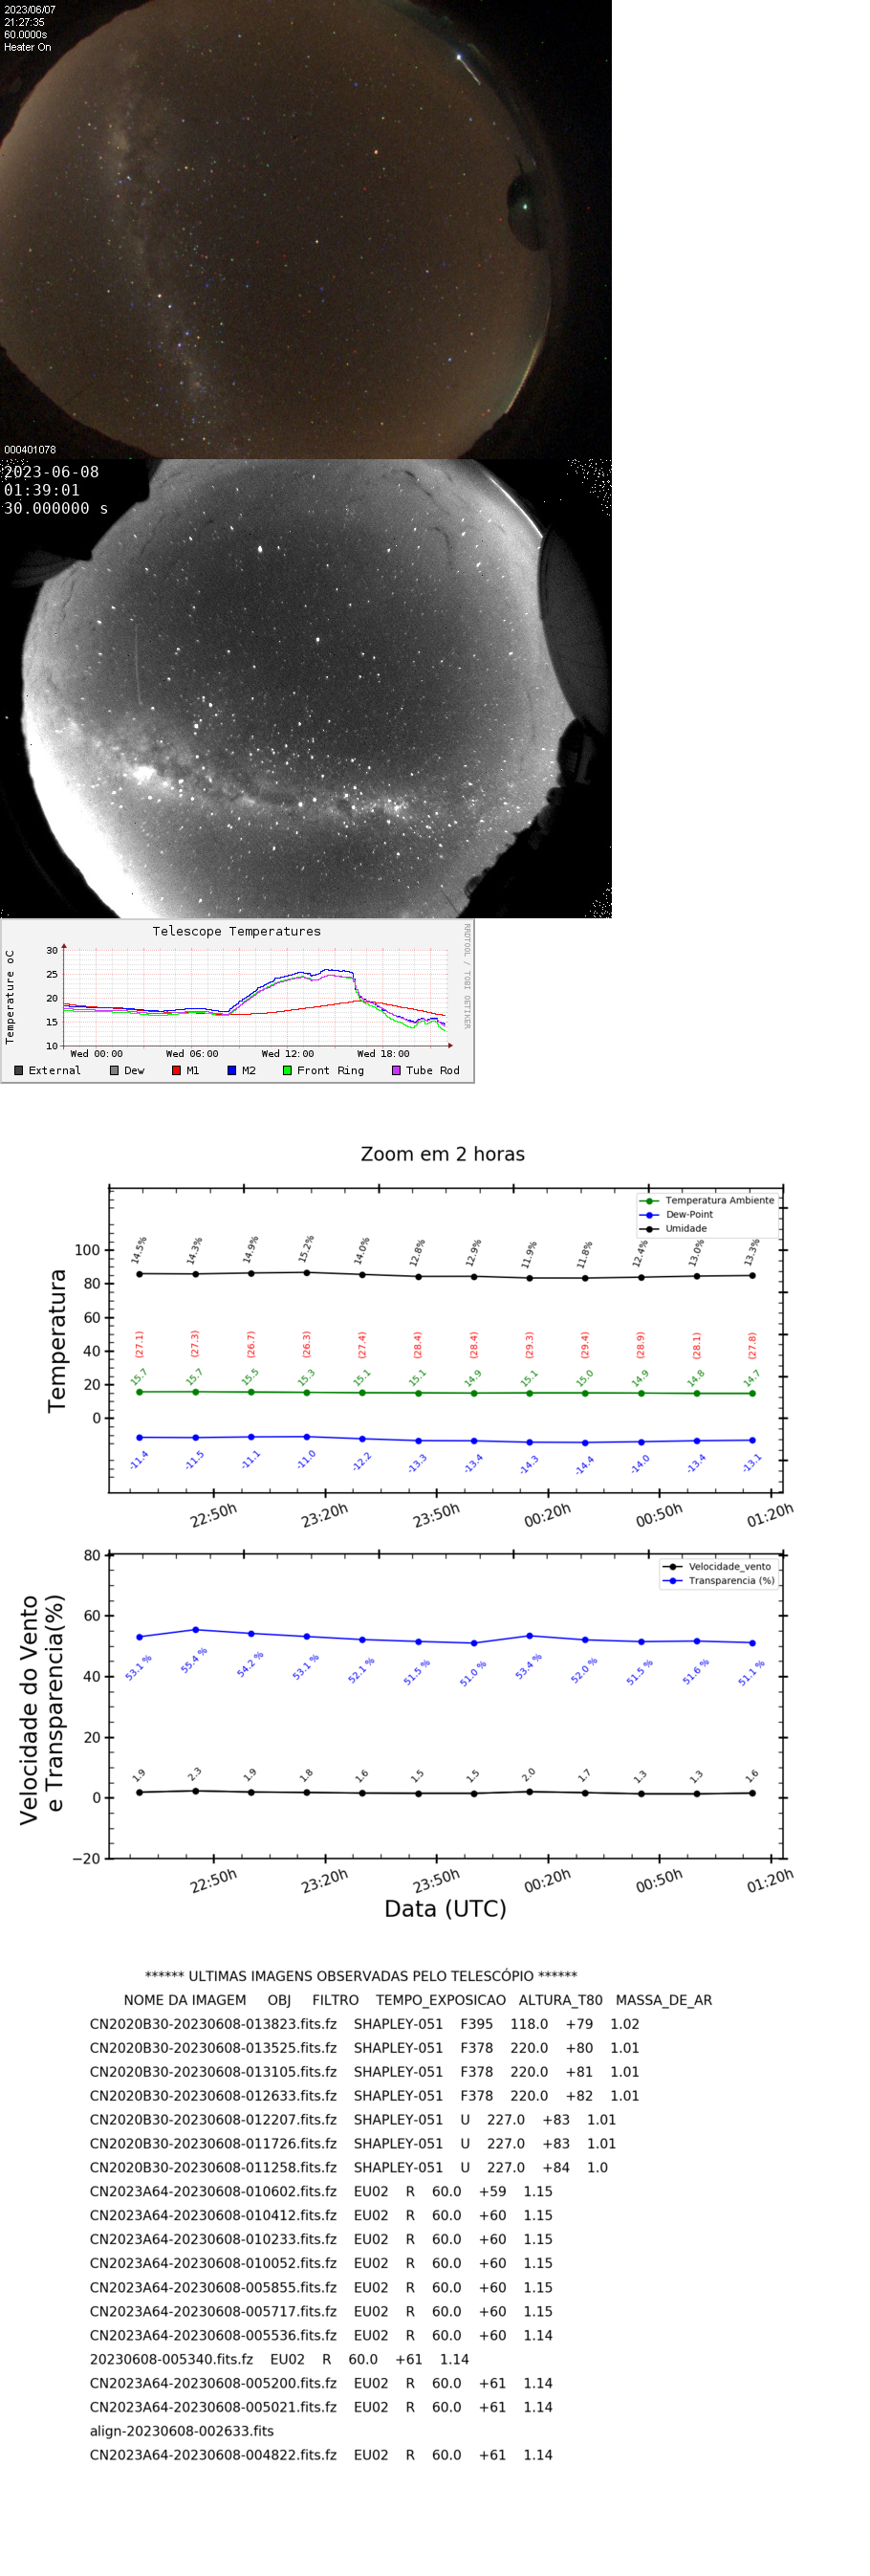 2023/06/07
21:27:35
60.0000s
Heater On
000401078
2023-06-08
01:39:01
30.000000 s
Telescope Temperatures
RRDTOOL / TOBI OETIKER
Temperature oC
30
25
20
15
10
Wed 00:00 Wed 06:00 Wed 12:00 Wed 18:00
External Dew M1 M2 Front Ring Tube Rod
Zoom em 2 horas
Temperatura Ambiente
Dew-Point
Umidade
Temperatura
100
80
60
40
20
0
14.5% 14.3% 14.9% 15.2% 14.0% 12.8% 12.9% 11.9% 11.8% 12.4% 13.0% 13.3%
(27.1) (27.3) (26.7) (26.3) (27.4) (28.4) (28.4) (29.3) (29.4) (28.9) (28.1) (27.8)
15.7 15.7 15.5 15.3 15.1 15.1 14.9 15.1 15.0 14.9 14.8 14.7
-11.4 -11.5 -11.1 -11.0 -12.2 -13.3 -13.4 -14.3 -14.4 -14.0 -13.4 -13.1
22:50h 23:20h 23:50h 00:20h 00:50h 01:20h
Velocidade_vento
Transparencia (%)
Velocidade do Vento
e Transparencia(%)
80
60
40
20
0
−20
53.1 % 55.4 % 54.2 % 53.1 % 52.1 % 51.5 % 51.0 % 53.4 % 52.0 % 51.5 % 51.6 % 51.1 %
1.9 2.3 1.9 1.8 1.6 1.5 1.5 2.0 1.7 1.3 1.3 1.6
22:50h 23:20h 23:50h 00:20h 00:50h 01:20h
Data (UTC)
****** ULTIMAS IMAGENS OBSERVADAS PELO TELESCÓPIO ******
NOME DA IMAGEM OBJ FILTRO TEMPO_EXPOSICAO ALTURA_T80 MASSA_DE_AR
CN2020B30-20230608-013823.fits.fz SHAPLEY-051 F395 118.0 +79 1.02
CN2020B30-20230608-013525.fits.fz SHAPLEY-051 F378 220.0 +80 1.01
CN2020B30-20230608-013105.fits.fz SHAPLEY-051 F378 220.0 +81 1.01
CN2020B30-20230608-012633.fits.fz SHAPLEY-051 F378 220.0 +82 1.01
CN2020B30-20230608-012207.fits.fz SHAPLEY-051 U 227.0 +83 1.01
CN2020B30-20230608-011726.fits.fz SHAPLEY-051 U 227.0 +83 1.01
CN2020B30-20230608-011258.fits.fz SHAPLEY-051 U 227.0 +84 1.0
CN2023A64-20230608-010602.fits.fz EU02 R 60.0 +59 1.15
CN2023A64-20230608-010412.fits.fz EU02 R 60.0 +60 1.15
CN2023A64-20230608-010233.fits.fz EU02 R 60.0 +60 1.15
CN2023A64-20230608-010052.fits.fz EU02 R 60.0 +60 1.15
CN2023A64-20230608-005855.fits.fz EU02 R 60.0 +60 1.15
CN2023A64-20230608-005717.fits.fz EU02 R 60.0 +60 1.15
CN2023A64-20230608-005536.fits.fz EU02 R 60.0 +60 1.14
20230608-005340.fits.fz EU02 R 60.0 +61 1.14
CN2023A64-20230608-005200.fits.fz EU02 R 60.0 +61 1.14
CN2023A64-20230608-005021.fits.fz EU02 R 60.0 +61 1.14
align-20230608-002633.fits
CN2023A64-20230608-004822.fits.fz EU02 R 60.0 +61 1.14